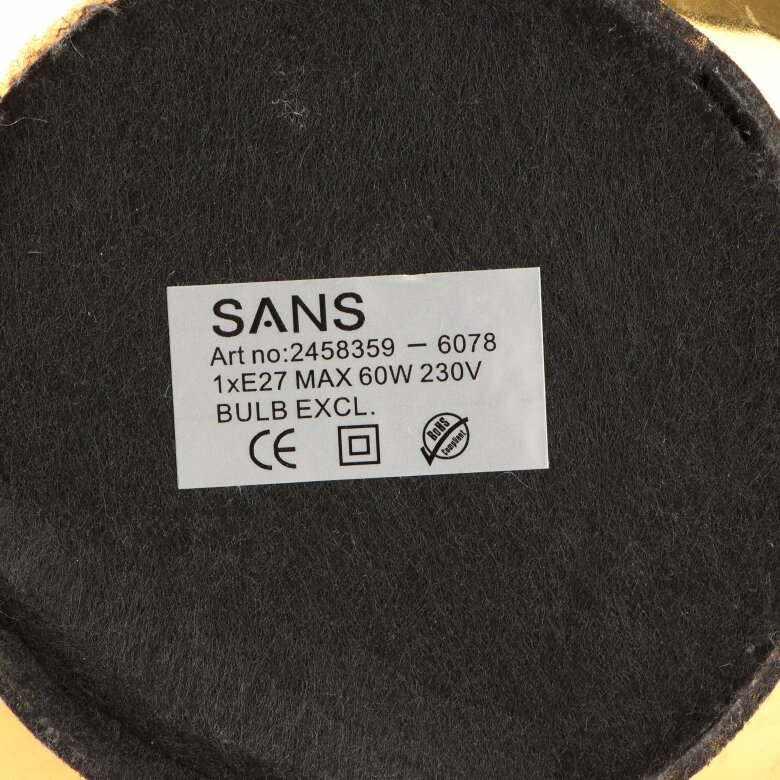 SANS
Art no:2458359 – 6078
1xE27 MAX 60W 230V
BULB EXCL.
CE
RoHS
Compliant